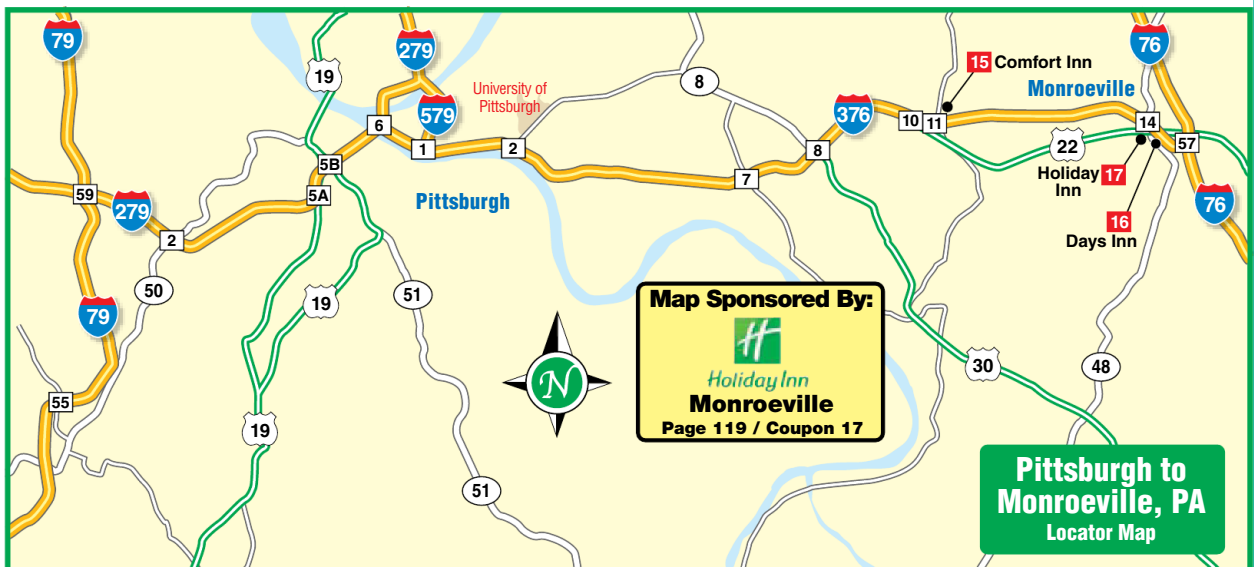 79
19
279
579
University of
Pittsburgh
8
376
15 Comfort Inn
Monroeville
76
6
1
2
10
11
14
57
22
5B
5A
8
7
Holiday
Inn
17
16
Days Inn
76
59
279
2
Pittsburgh
50
79
19
51
Map Sponsored By:
H
Holiday Inn
Monroeville
Page 119 / Coupon 17
N
30
48
55
19
51
Pittsburgh to
Monroeville, PA
Locator Map